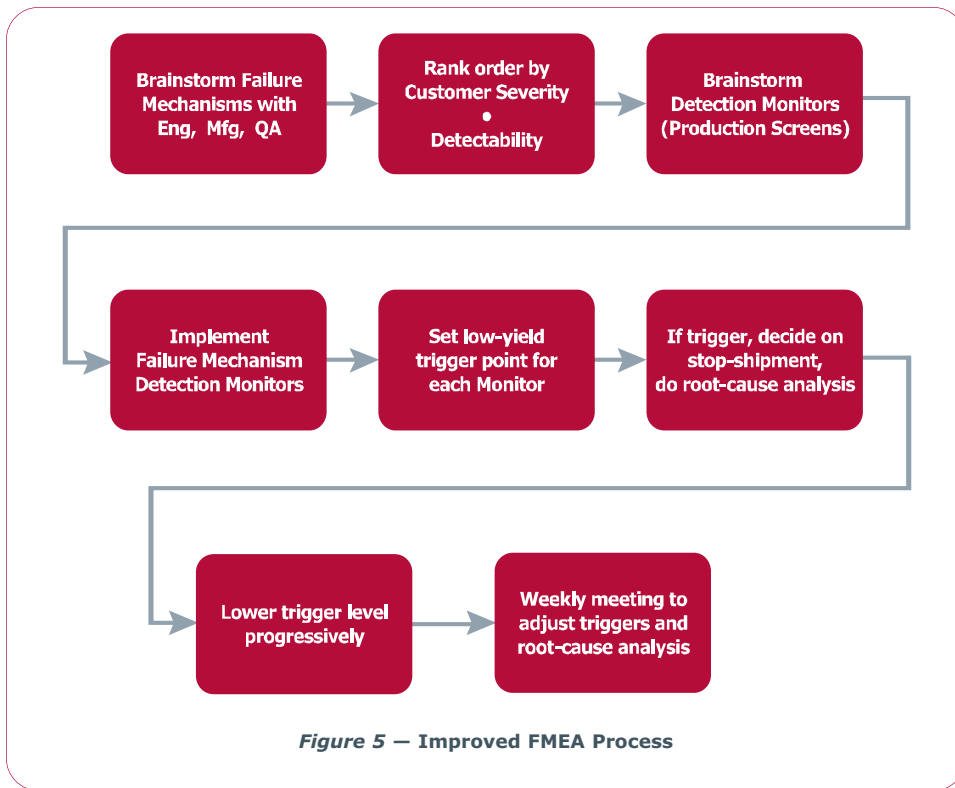 Brainstorm Failure
Mechanisms with
Eng, Mfg, QA
Rank order by
Customer Severity
•
Detectability
Brainstorm
Detection Monitors
(Production Screens)
Implement
Failure Mechanism
Detection Monitors
Set low-yield
trigger point for
each Monitor
If trigger, decide on
stop-shipment,
do root-cause analysis
Lower trigger level
progressively
Weekly meeting to
adjust triggers and
root-cause analysis
Figure 5 — Improved FMEA Process